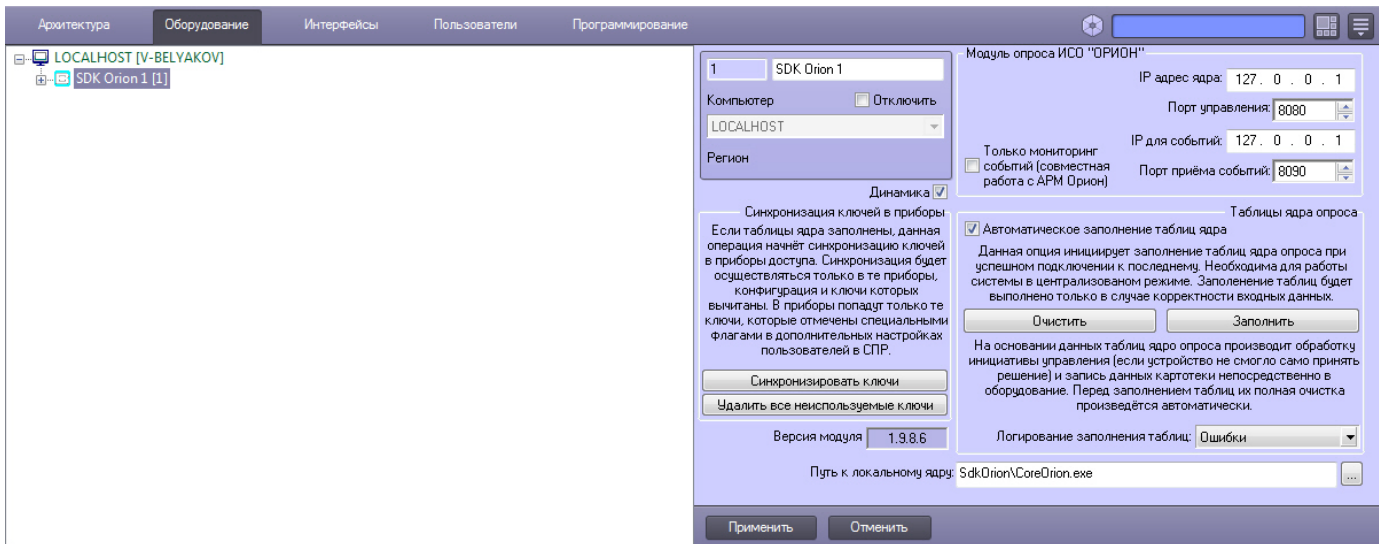 Архитектура Оборудование Интерфейсы Пользователи Программирование
LOCALHOST [V-BELYAKOV]
SDK Orion 1 [1]
1 SDK Orion 1
Компьютер Отключить
LOCALHOST
Регион
Динамика
Синхронизация ключей в приборы
Если таблицы ядра заполнены, данная
операция начнёт синхронизацию ключей
в приборы доступа. Синхронизация будет
осуществляться только в те приборы,
конфигурация и ключи которых
вычитаны. В приборы попадут только те
ключи, которые отмечены специальными
флагами в дополнительных настройках
пользователей в СПР.
Синхронизировать ключи
Удалить все неиспользуемые ключи
Версия модуля 1.9.8.6
Модуль опроса ИСО "ОРИОН"
IP адрес ядра: 127. 0 . 0 . 1
Порт управления: 8080
IP для событий: 127. 0 . 0 . 1
Только мониторинг
событий (совместная
работа с АРМ Орион)
Порт приёма событий: 8090
Таблицы ядра опроса
Автоматическое заполнение таблиц ядра
Данная опция инициирует заполнение таблиц ядра опроса при
успешном подключении к последнему. Необходима для работы
системы в централизованом режиме. Заполенение таблиц будет
выполнено только в случае корректности входных данных.
Очистить Заполнить
На основании данных таблиц ядро опроса производит обработку
инициативы управления (если устройство не смогло само принять
решение) и запись данных картотеки непосредственно в
оборудование. Перед заполнением таблиц их полная очистка
произведётся автоматически.
Логирование заполнения таблиц: Ошибки
Путь к локальному ядру: SdkOrion\CoreOrion.exe ...
Применить Отменить